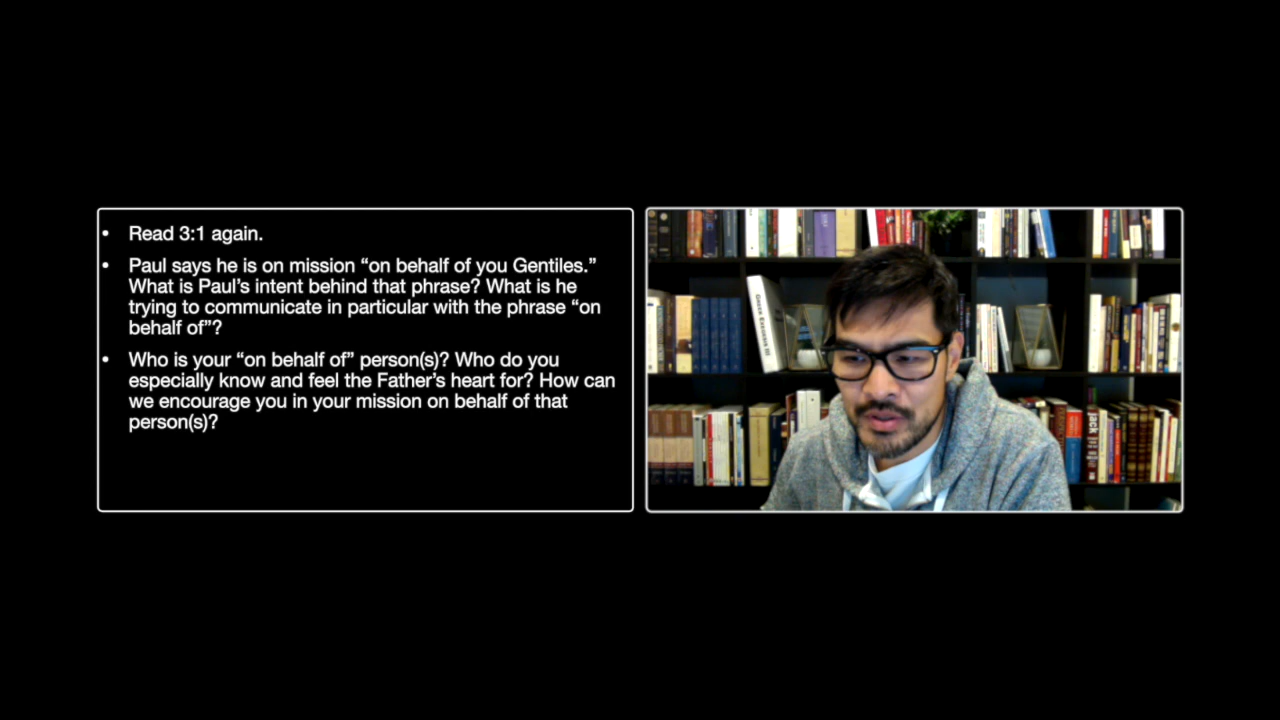 • Read 3:1 again.
• Paul says he is on mission “on behalf of you Gentiles.”
What is Paul’s intent behind that phrase? What is he
trying to communicate in particular with the phrase “on
behalf of”?
• Who is your “on behalf of” person(s)? Who do you
especially know and feel the Father’s heart for? How can
we encourage you in your mission on behalf of that
person(s)?
jack